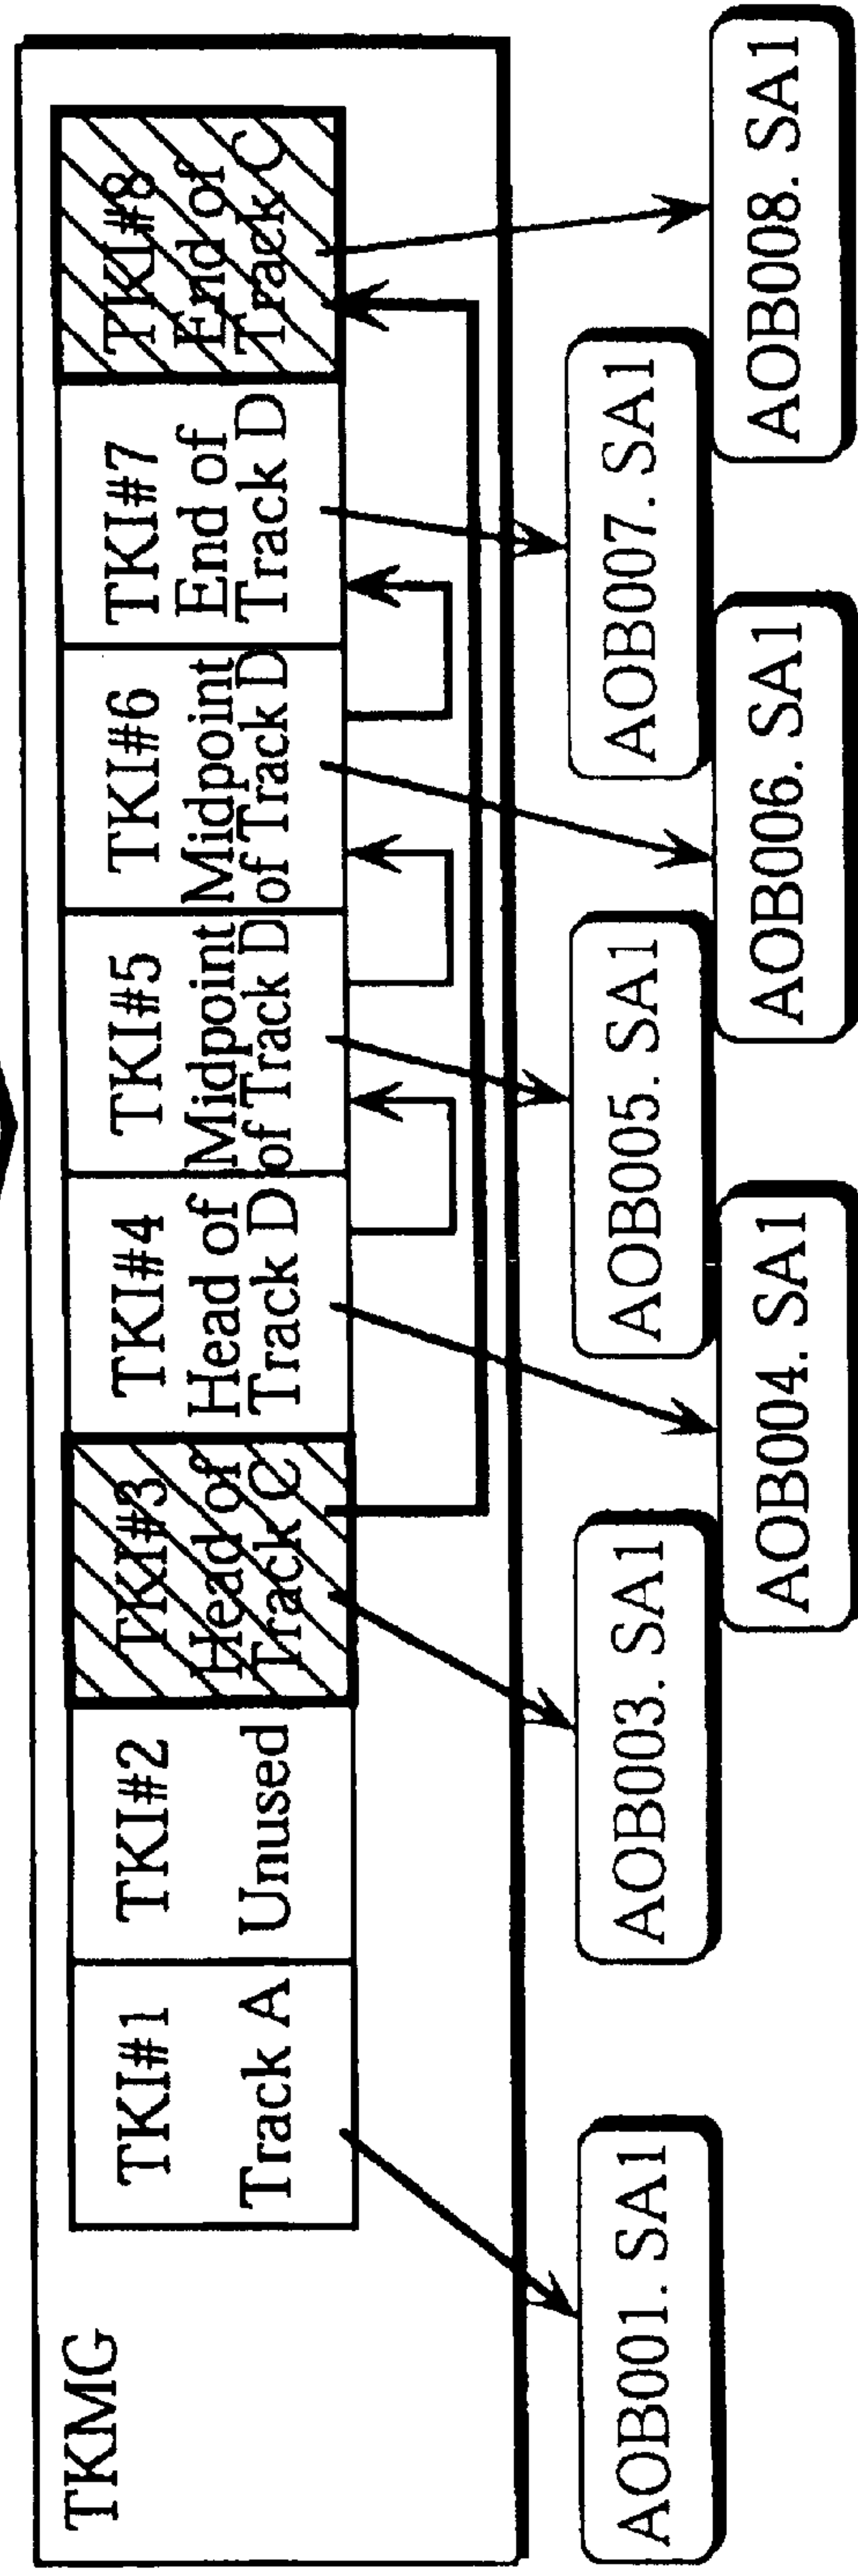 TKMG
TKI#1
Track A
TKI#2
Unused
TKI#3
Head of
Track C
TKI#4
Head of
Track D
TKI#5
Midpoint
of Track D
TKI#6
Midpoint
of Track D
TKI#7
End of
Track D
TKI#8
End of
Track C
AOB001. SA1
AOB003. SA1
AOB004. SA1
AOB005. SA1
AOB006. SA1
AOB007. SA1
AOB008. SA1